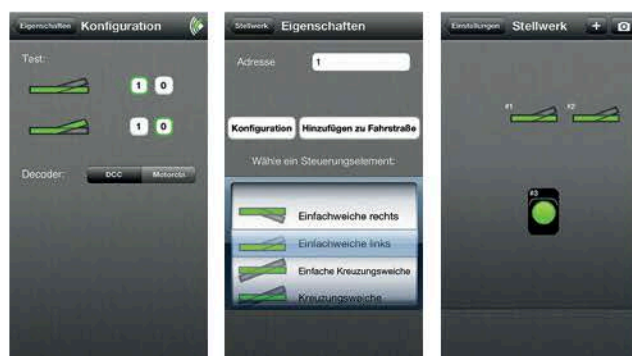 Eigenschaften Konfiguration
Test:
1 0
1 0
Decoder: DCC Motorola
Stellwerk Eigenschaften
Adresse 1
Konfiguration Hinzufügen zu Fahrstraße
Wähle ein Steuerungselement:
Einfachweiche rechts
Einfachweiche links
Einfache Kreuzungsweiche
Kreuzungsweiche
Einstellungen Stellwerk +
#1 #2
#3